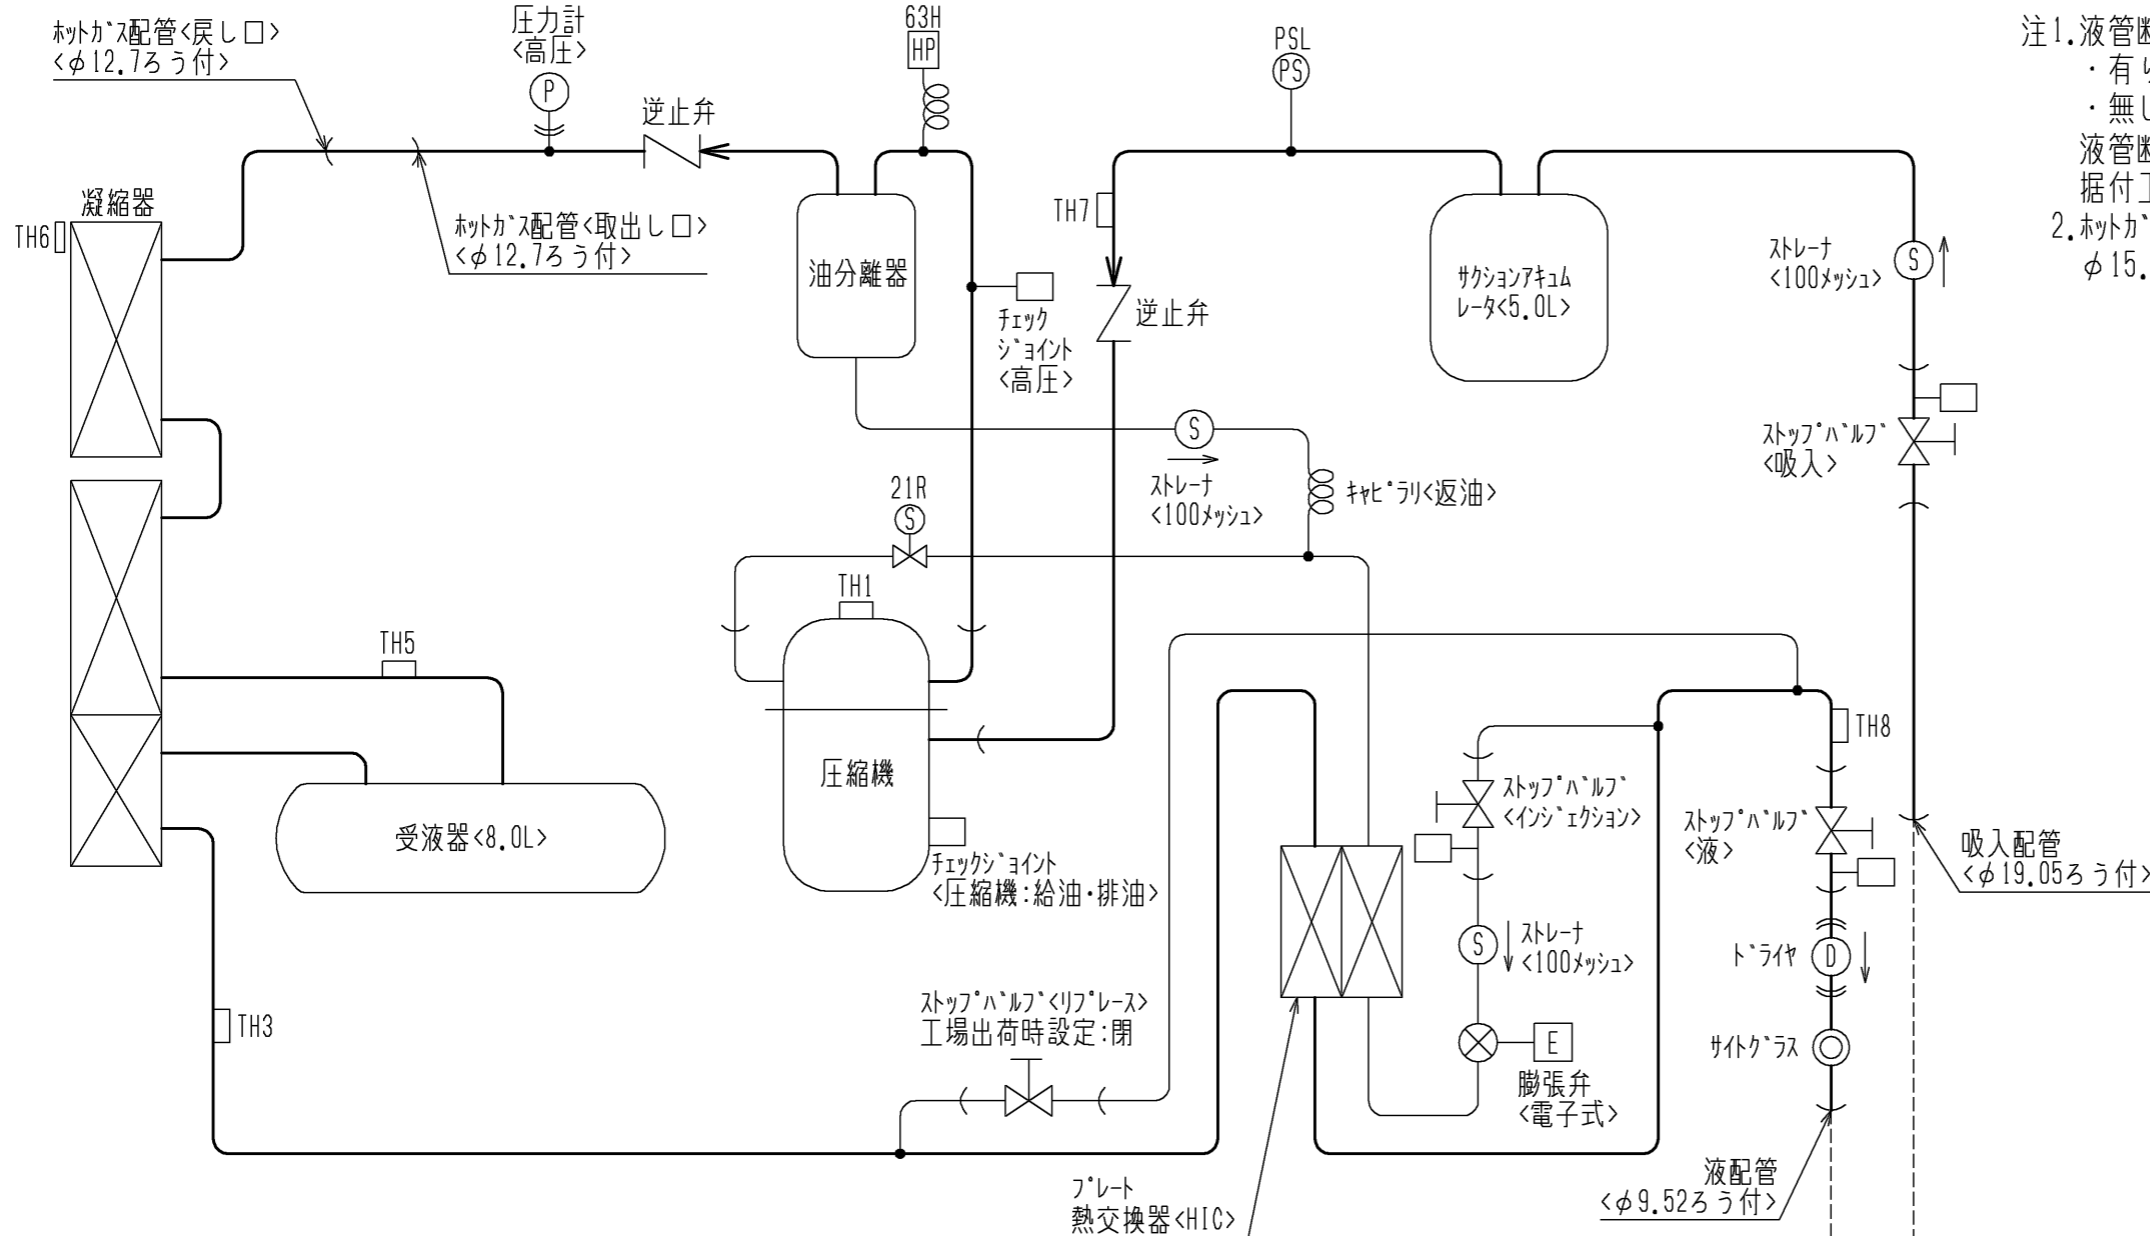 ホットガス配管<戻し口>
<φ12.7ろう付>
圧力計
<高圧>
P
逆止弁
63H
HP
PSL
PS
注1.液管断
・有り
・無し
液管断
据付工
2.ホットガ
φ15.
ホットガス配管<取出し口>
<φ12.7ろう付>
凝縮器
TH6
油分離器
チェック
ジョイント
<高圧>
TH7
逆止弁
サクションアキュム
レータ<5.0L>
ストレーナ
<100メッシュ>
S
ストップバルブ
<吸入>
S
ストレーナ
<100メッシュ>
キャピラリ<返油>
21R
S
TH1
TH5
圧縮機
受液器<8.0L>
チェックジョイント
<圧縮機:給油・排油>
TH8
ストップバルブ
<インジェクション>
ストップバルブ
<液>
吸入配管
<φ19.05ろう付>
S
ストレーナ
<100メッシュ>
ドライヤ
D
TH3
ストップバルブ<リプレース>
工場出荷時設定:閉
E
膨張弁
<電子式>
サイトグラス
プレート
熱交換器<HIC>
液配管
<φ9.52ろう付>